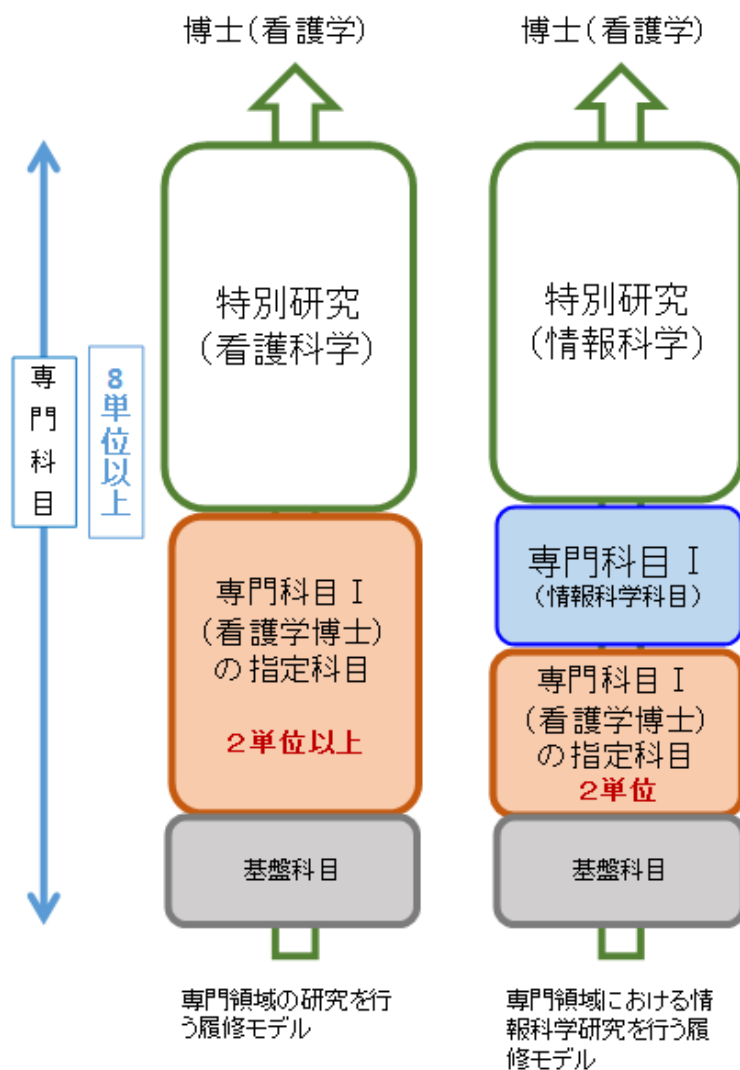 博士(看護学)
博士(看護学)
専門科目
8単位以上
特別研究
(看護科学)
特別研究
(情報科学)
専門科目Ⅰ
(看護学博士)
の指定科目
2単位以上
専門科目Ⅰ
(情報科学科目)
専門科目Ⅰ
(看護学博士)
の指定科目
2単位
基盤科目
基盤科目
専門領域の研究を行
う履修モデル
専門領域における情
報科学研究を行う履
修モデル